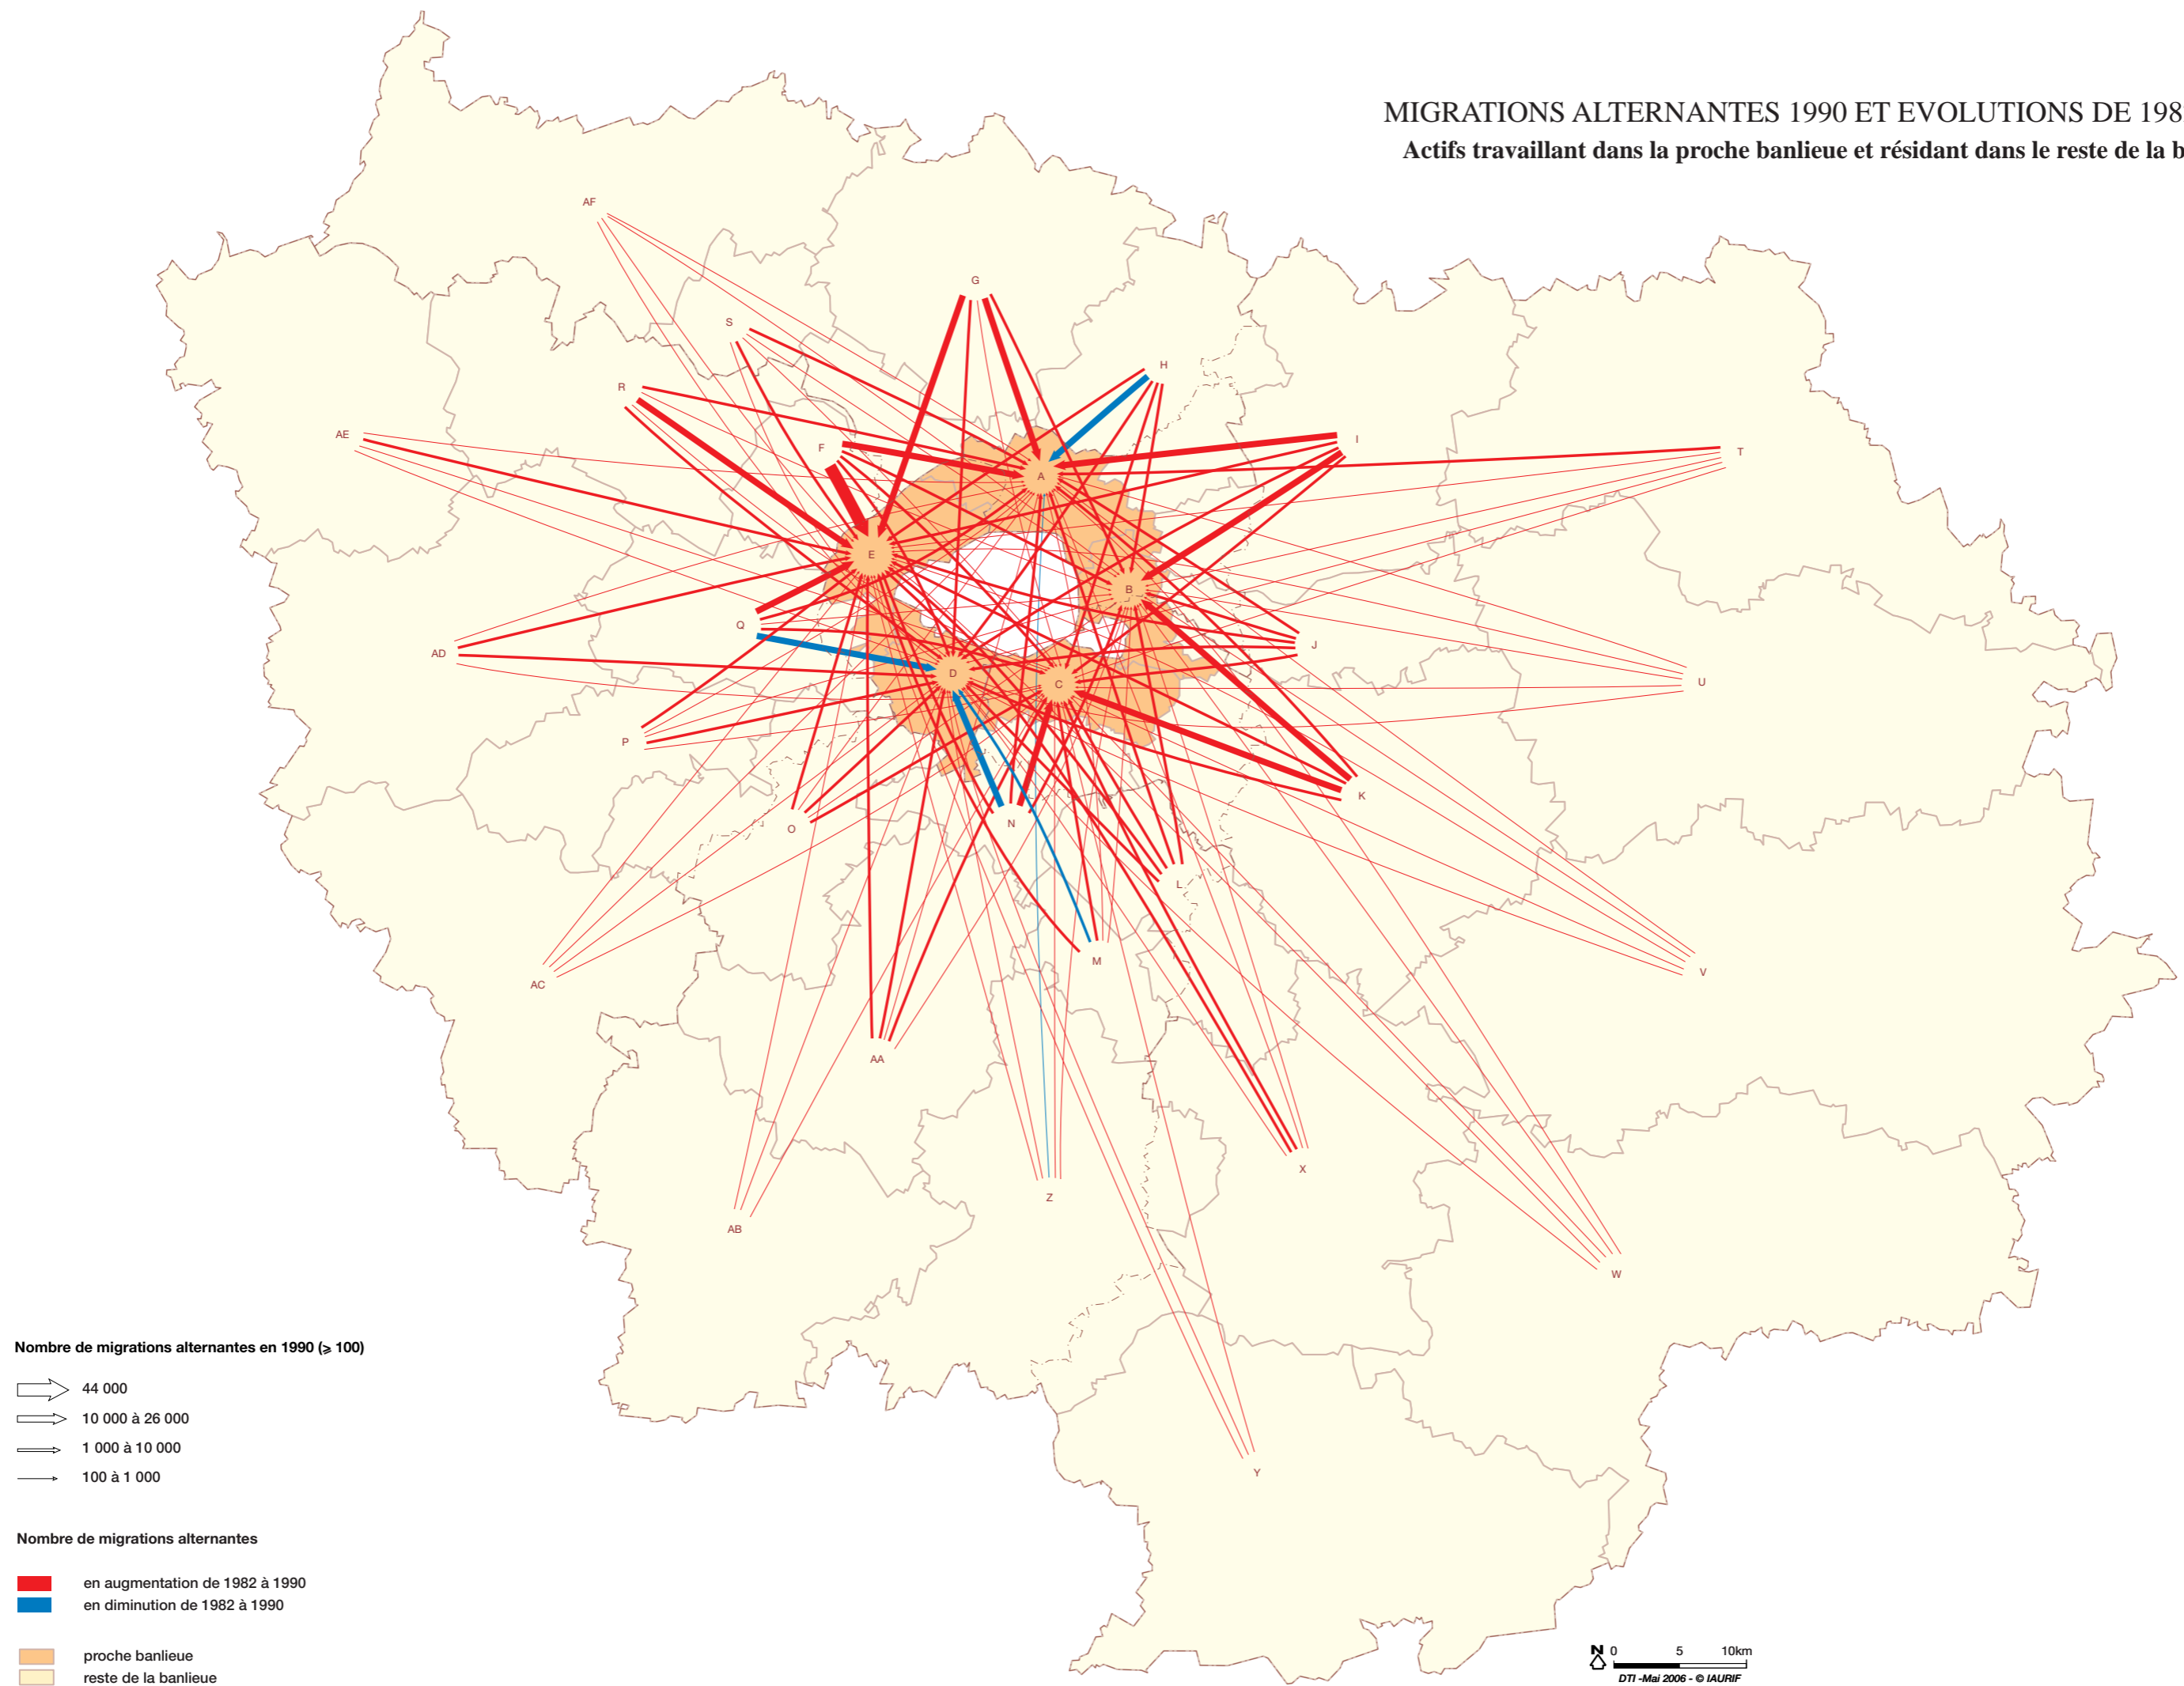 MIGRATIONS ALTERNANTES 1990 ET EVOLUTIONS DE 198
Actifs travaillant dans la proche banlieue et résidant dans le reste de la b
AF
G
S
H
R
AE
F
I
T
A
E
B
Q
J
AD
D
C
U
P
K
O
N
L
M
V
AC
AA
X
Z
AB
W
Y
Nombre de migrations alternantes en 1990 (⩾ 100)
44 000
10 000 à 26 000
1 000 à 10 000
100 à 1 000
Nombre de migrations alternantes
en augmentation de 1982 à 1990
en diminution de 1982 à 1990
proche banlieue
reste de la banlieue
N 0 5 10km
DTI -Mai 2006 - © IAURIF